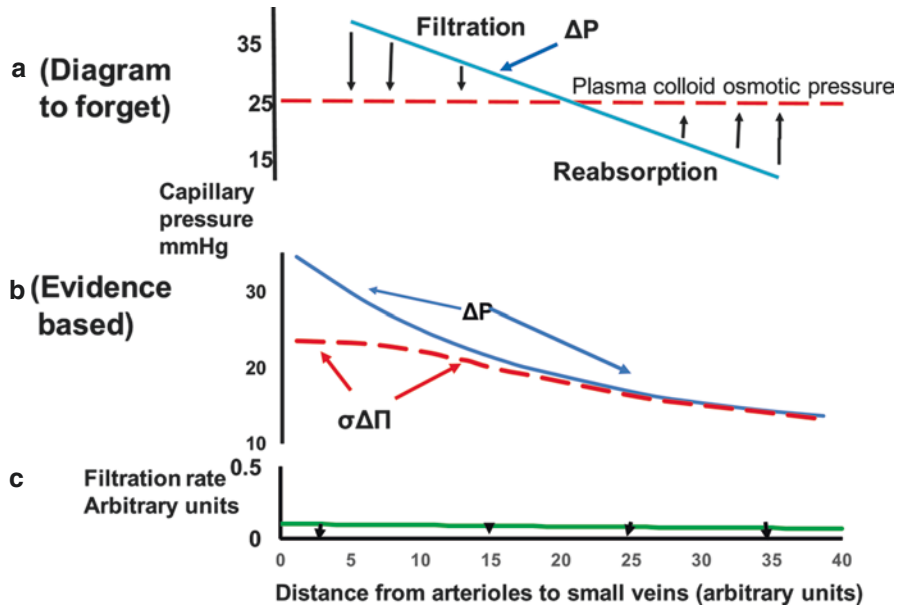 a (Diagram
to forget)
35
25
15
Filtration
ΔP
Plasma colloid osmotic pressure
Reabsorption
Capillary
pressure
mmHg
b (Evidence
based)
30
20
10
ΔP
σΔΠ
c
Filtration rate
Arbitrary units
0.5
0
0 5 10 15 20 25 30 35 40
Distance from arterioles to small veins (arbitrary units)